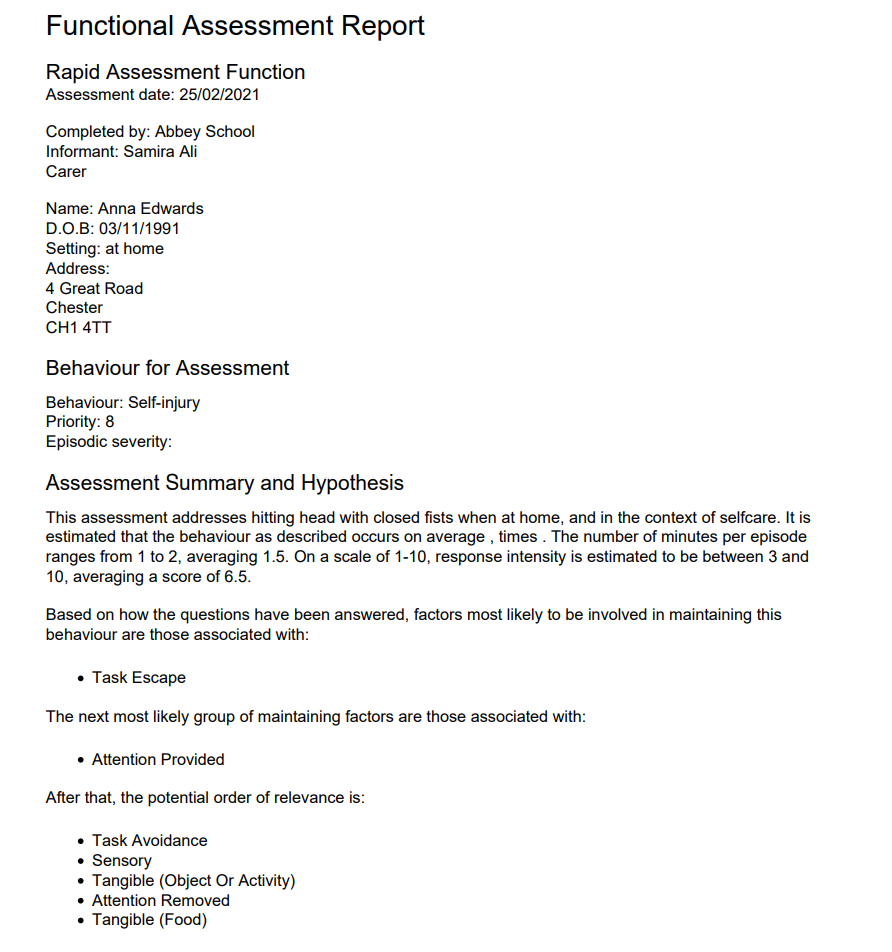 Functional Assessment Report
Rapid Assessment Function
Assessment date: 25/02/2021
Completed by: Abbey School
Informant: Samira Ali
Carer
Name: Anna Edwards
D.O.B: 03/11/1991
Setting: at home
Address:
4 Great Road
Chester
CH1 4TT
Behaviour for Assessment
Behaviour: Self-injury
Priority: 8
Episodic severity:
Assessment Summary and Hypothesis
This assessment addresses hitting head with closed fists when at home, and in the context of selfcare. It is
estimated that the behaviour as described occurs on average , times . The number of minutes per episode
ranges from 1 to 2, averaging 1.5. On a scale of 1-10, response intensity is estimated to be between 3 and
10, averaging a score of 6.5.
Based on how the questions have been answered, factors most likely to be involved in maintaining this
behaviour are those associated with:
• Task Escape
The next most likely group of maintaining factors are those associated with:
• Attention Provided
After that, the potential order of relevance is:
• Task Avoidance
• Sensory
• Tangible (Object Or Activity)
• Attention Removed
• Tangible (Food)